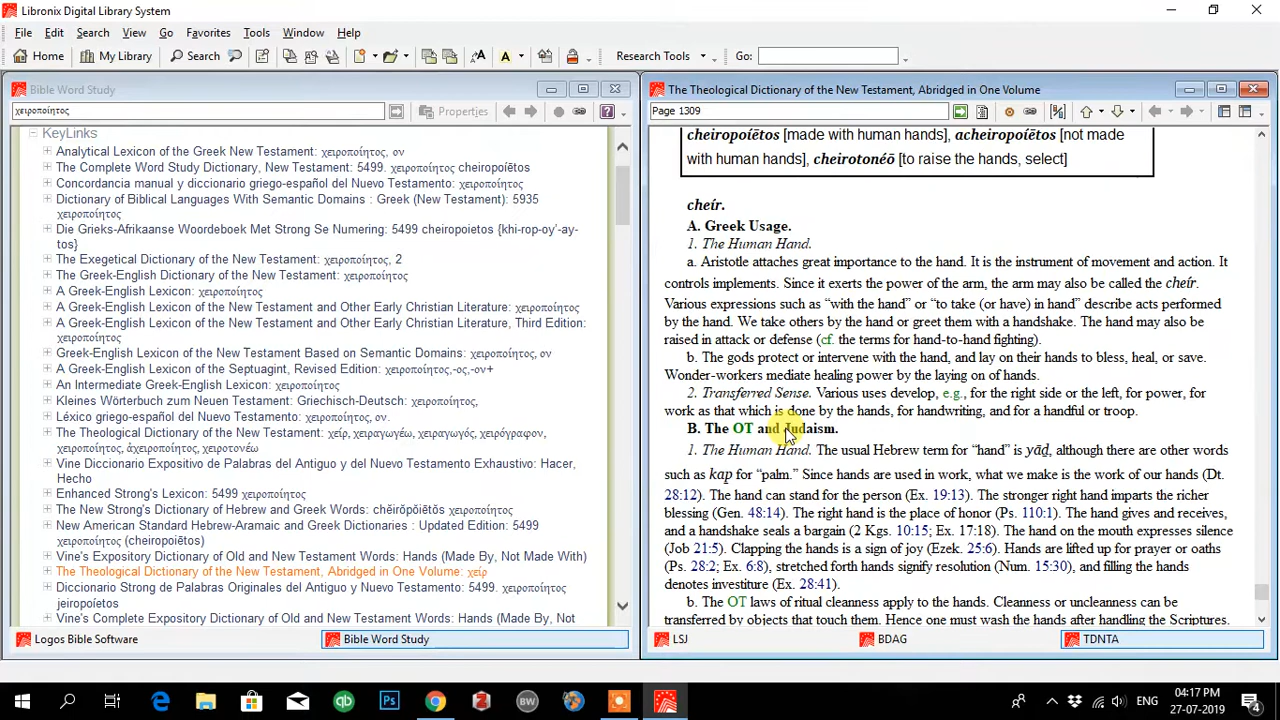 Libronix Digital Library System
File Edit Search View Go Favorites Tools Window Help
Home My Library Search Research Tools Go:
Bible Word Study
χειροποίητος Properties
KeyLinks
Analytical Lexicon of the Greek New Testament: χειροποίητος, ον
The Complete Word Study Dictionary, New Testament: 5499. χειροποίητος cheiropoíētos
Concordancia manual y diccionario griego-español del Nuevo Testamento: χειροποίητος
Dictionary of Biblical Languages With Semantic Domains : Greek (New Testament): 5935
χειροποίητος
Die Grieks-Afrikaanse Woordeboek Met Strong Se Numering: 5499 cheiropoietos {khi-rop-oy'-ay-
tos}
The Exegetical Dictionary of the New Testament: χειροποίητος, 2
The Greek-English Dictionary of the New Testament: χειροποίητος
A Greek-English Lexicon: χειροποίητος
A Greek-English Lexicon of the New Testament and Other Early Christian Literature: χειροποίητος
A Greek-English Lexicon of the New Testament and Other Early Christian Literature, Third Edition:
χειροποίητος
Greek-English Lexicon of the New Testament Based on Semantic Domains: χειροποίητος, ον
A Greek-English Lexicon of the Septuagint, Revised Edition: χειροποίητος,-ος,-ον+
An Intermediate Greek-English Lexicon: χειροποίητος
Kleines Wörterbuch zum Neuen Testament: Griechisch-Deutsch: χειροποίητος,
Léxico griego-español del Nuevo Testamento: χειροποίητος, ον.
The Theological Dictionary of the New Testament: χείρ, χειραγωγέω, χειραγωγός, χειρόγραφον,
χειροποίητος, ἀχειροποίητος, χειροτονέω
Vine Diccionario Expositivo de Palabras del Antiguo y del Nuevo Testamento Exhaustivo: Hacer,
Hecho
Enhanced Strong's Lexicon: 5499 χειροποίητος
The New Strong's Dictionary of Hebrew and Greek Words: chĕirŏpŏiĕtŏs χειροποίητος
New American Standard Hebrew-Aramaic and Greek Dictionaries : Updated Edition: 5499
χειροποίητος (cheiropoiētos)
Vine's Expository Dictionary of Old and New Testament Words: Hands (Made By, Not Made With)
The Theological Dictionary of the New Testament, Abridged in One Volume: χείρ
Diccionario Strong de Palabras Originales del Antiguo y Nuevo Testamento: 5499. χειροποίητος
jeiropoíetos
Vine's Complete Expository Dictionary of Old and New Testament Words: Hands (Made By, Not
Logos Bible Software Bible Word Study
The Theological Dictionary of the New Testament, Abridged in One Volume
Page 1309
cheiropoíētos [made with human hands], acheiropoíētos [not made
with human hands], cheirotonéō [to raise the hands, select]
cheír.
A. Greek Usage.
1. The Human Hand.
a. Aristotle attaches great importance to the hand. It is the instrument of movement and action. It
controls implements. Since it exerts the power of the arm, the arm may also be called the cheír.
Various expressions such as “with the hand” or “to take (or have) in hand” describe acts performed
by the hand. We take others by the hand or greet them with a handshake. The hand may also be
raised in attack or defense (cf. the terms for hand-to-hand fighting).
b. The gods protect or intervene with the hand, and lay on their hands to bless, heal, or save.
Wonder-workers mediate healing power by the laying on of hands.
2. Transferred Sense. Various uses develop, e.g., for the right side or the left, for power, for
work as that which is done by the hands, for handwriting, and for a handful or troop.
B. The OT and Judaism.
1. The Human Hand. The usual Hebrew term for “hand” is yāḏ, although there are other words
such as kap for “palm.” Since hands are used in work, what we make is the work of our hands (Dt.
28:12). The hand can stand for the person (Ex. 19:13). The stronger right hand imparts the richer
blessing (Gen. 48:14). The right hand is the place of honor (Ps. 110:1). The hand gives and receives,
and a handshake seals a bargain (2 Kgs. 10:15; Ex. 17:18). The hand on the mouth expresses silence
(Job 21:5). Clapping the hands is a sign of joy (Ezek. 25:6). Hands are lifted up for prayer or oaths
(Ps. 28:2; Ex. 6:8), stretched forth hands signify resolution (Num. 15:30), and filling the hands
denotes investiture (Ex. 28:41).
b. The OT laws of ritual cleanness apply to the hands. Cleanness or uncleanness can be
transferred by objects that touch them. Hence one must wash the hands after handling the Scriptures.
LSJ BDAG TDNTA
ENG 04:17 PM
27-07-2019